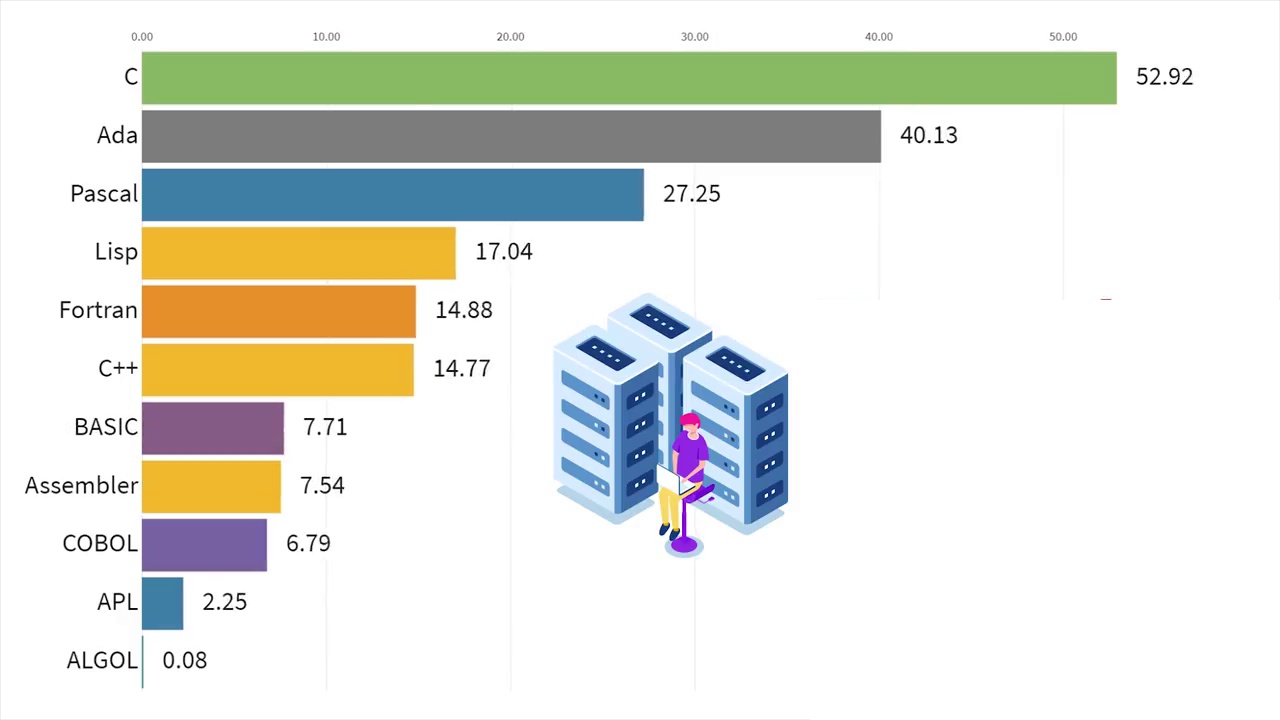 0.00 10.00 20.00 30.00 40.00 50.00
C 52.92
Ada 40.13
Pascal 27.25
Lisp 17.04
Fortran 14.88
C++ 14.77
BASIC 7.71
Assembler 7.54
COBOL 6.79
APL 2.25
ALGOL 0.08